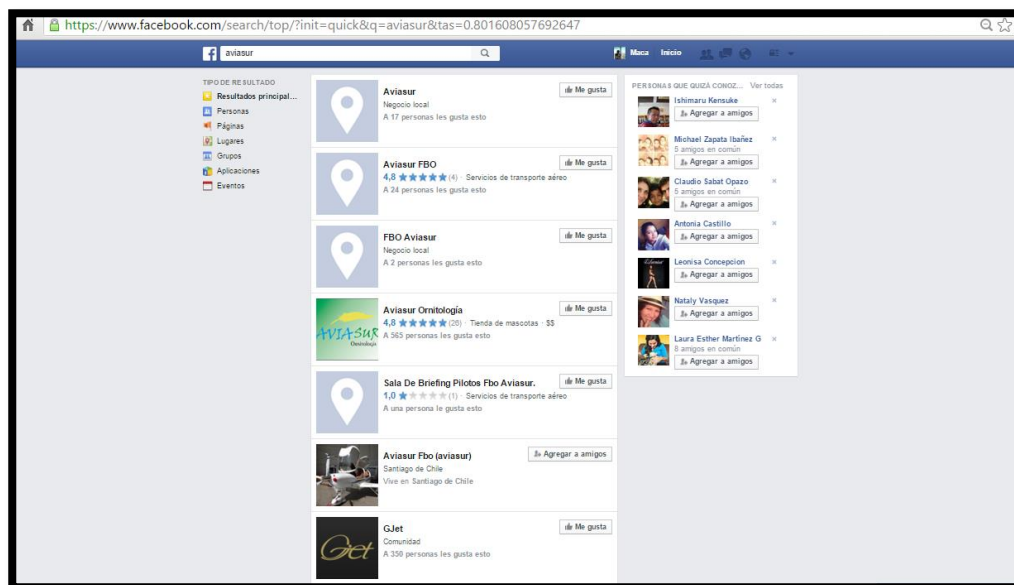 https://www.facebook.com/search/top/?init=quick&q=aviasur&tas=0.801608057692647
aviasur
Maca Inicio
TIPO DE RESULTADO
Resultados principal...
Personas
Páginas
Lugares
Grupos
Aplicaciones
Eventos
Aviasur
Negocio local
A 17 personas les gusta esto
Me gusta
Aviasur FBO
4,8 (4) · Servicios de transporte aéreo
A 24 personas les gusta esto
Me gusta
FBO Aviasur
Negocio local
A 2 personas les gusta esto
Me gusta
AVIASUR
Ornitología
Aviasur Ornitología
4,8 (26) · Tienda de mascotas · $$
A 565 personas les gusta esto
Me gusta
Sala De Briefing Pilotos Fbo Aviasur.
1,0 (1) · Servicios de transporte aéreo
A una persona le gusta esto
Me gusta
Aviasur Fbo (aviasur)
Santiago de Chile
Vive en Santiago de Chile
Agregar a amigos
GJet
GJet
Comunidad
A 350 personas les gusta esto
Me gusta
PERSONAS QUE QUIZÁ CONOZ... Ver todas
Ishimaru Kensuke
Agregar a amigos
Michael Zapata Ibañez
5 amigos en común
Agregar a amigos
Claudio Sabat Opazo
5 amigos en común
Agregar a amigos
Antonia Castillo
Agregar a amigos
Leonisa Concepcion
Agregar a amigos
Nataly Vasquez
Agregar a amigos
Laura Esther Martínez G
8 amigos en común
Agregar a amigos